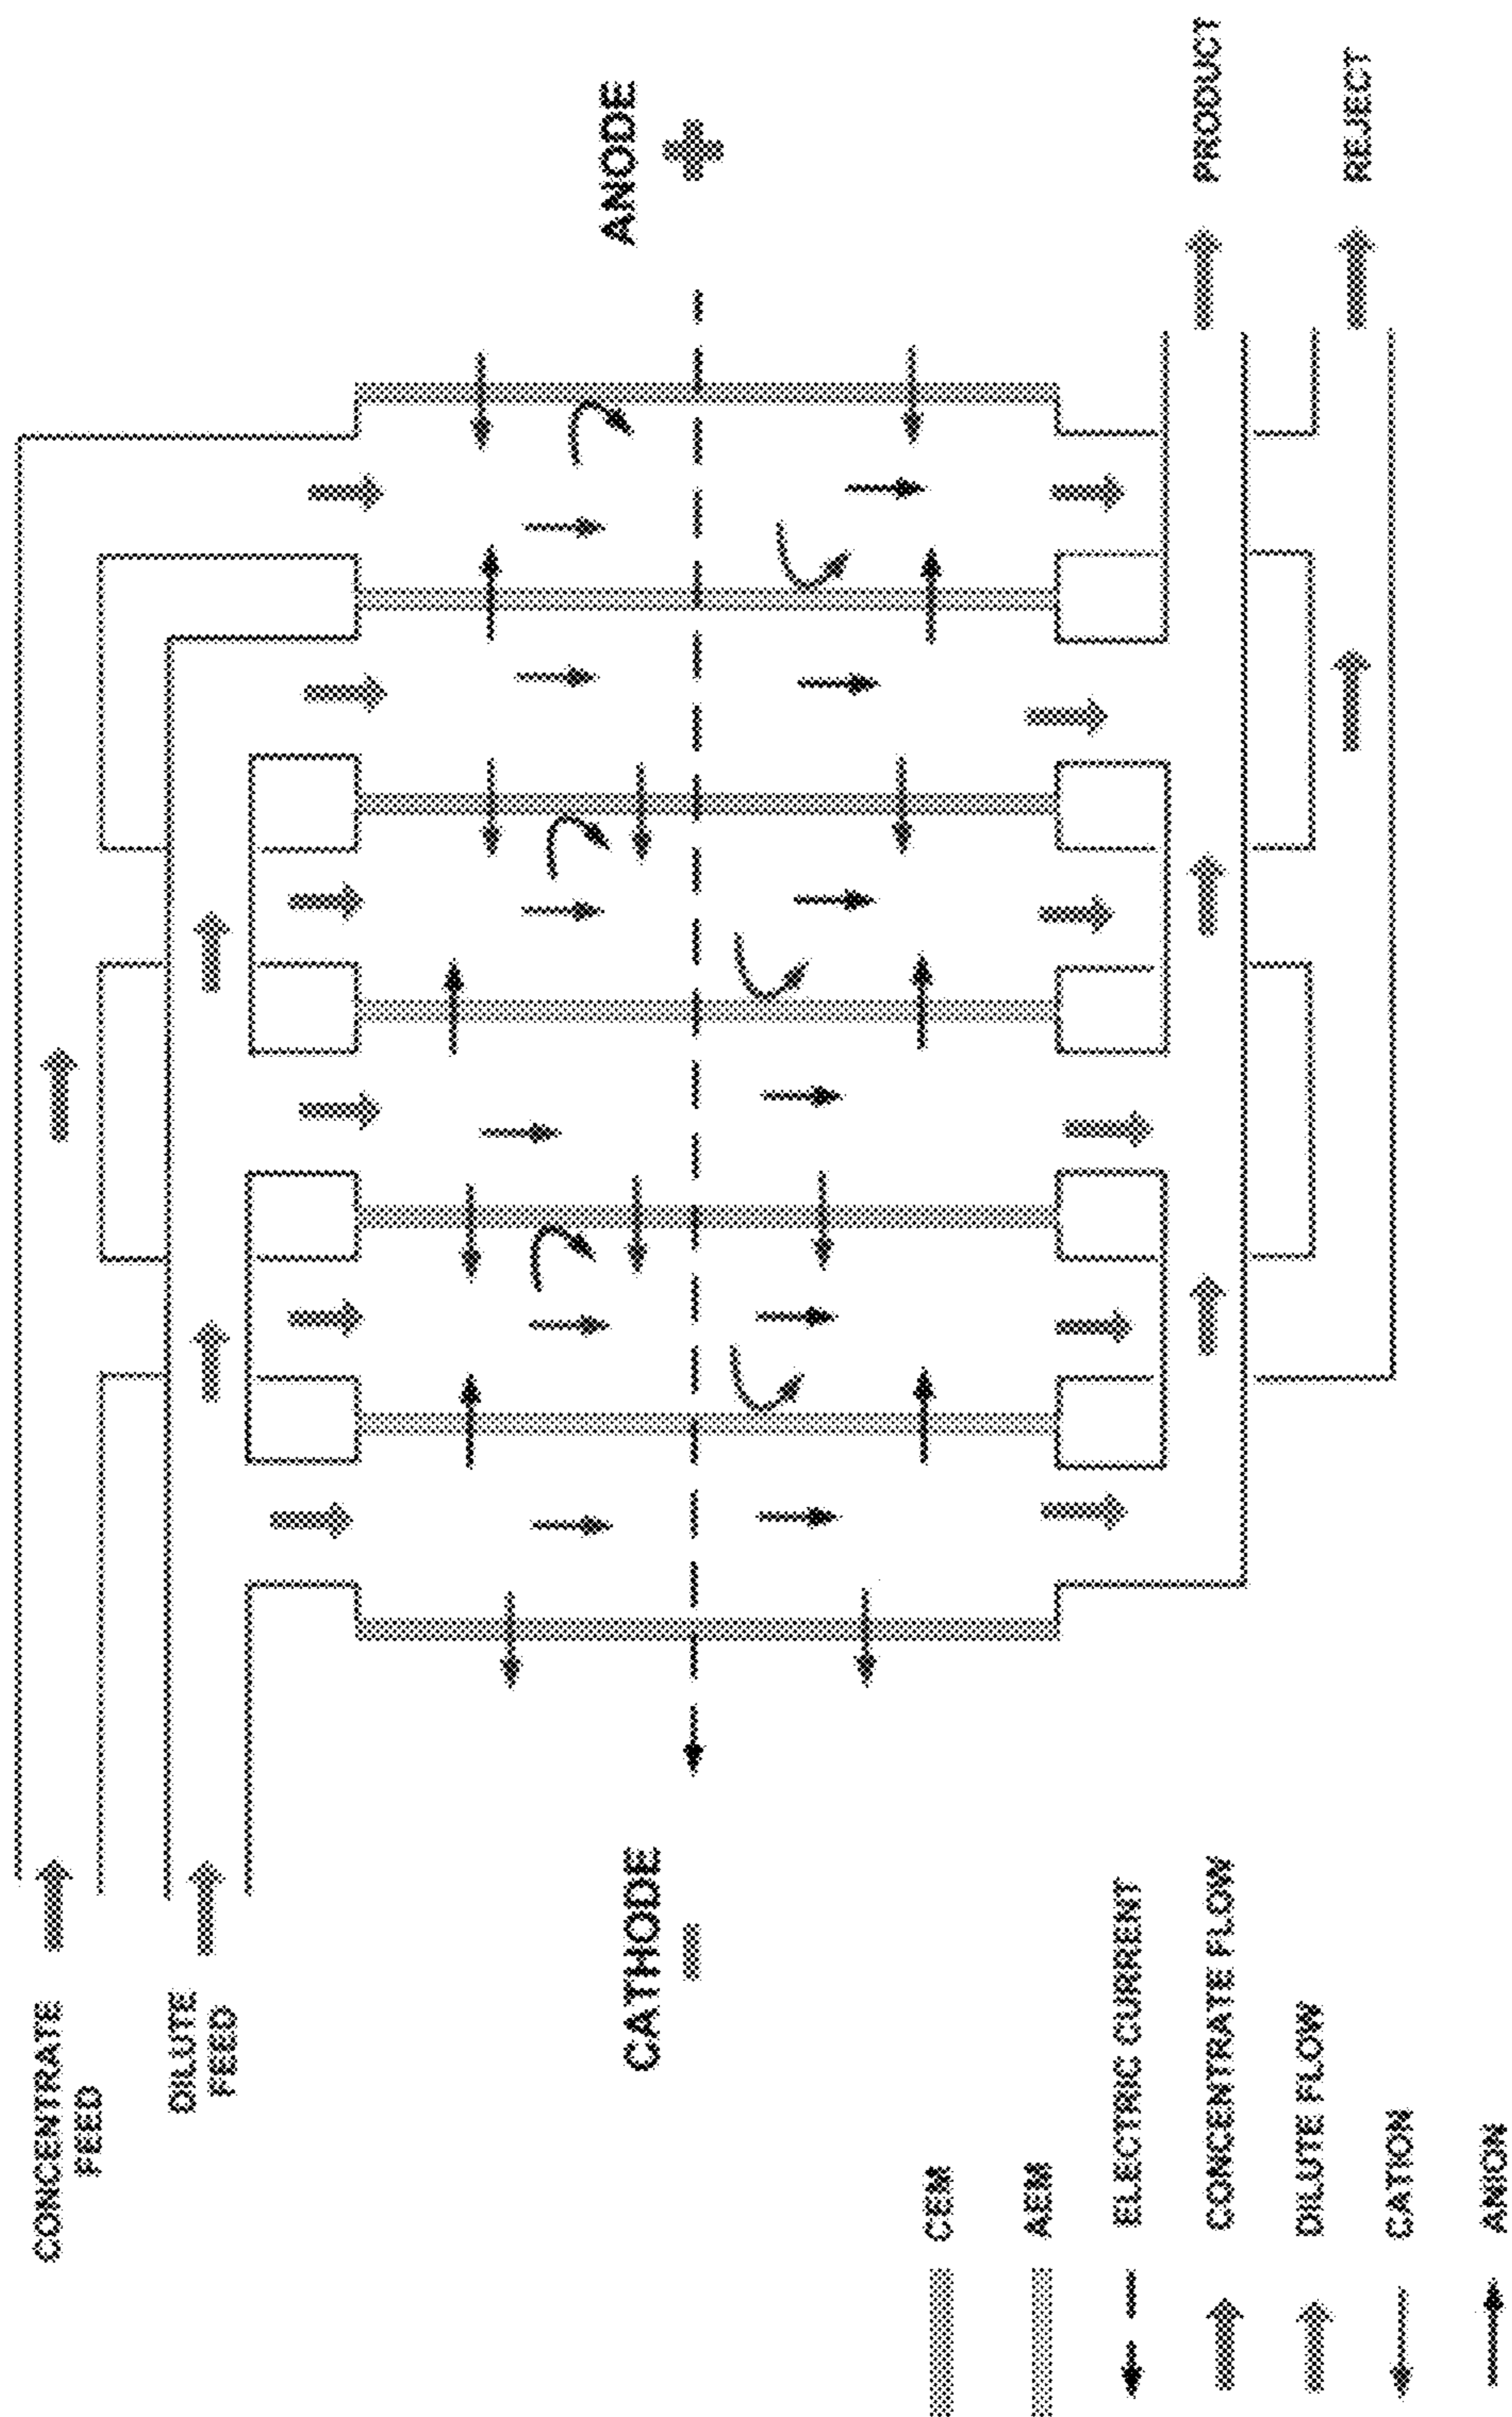 CONCENTRATE
FEED
DILUTE
FEED
CATHODE
−
ANODE
+
PRODUCT
REJECT
CEM
AEM
ELECTRIC CURRENT
CONCENTRATE FLOW
DILUTE FLOW
CATION
ANION